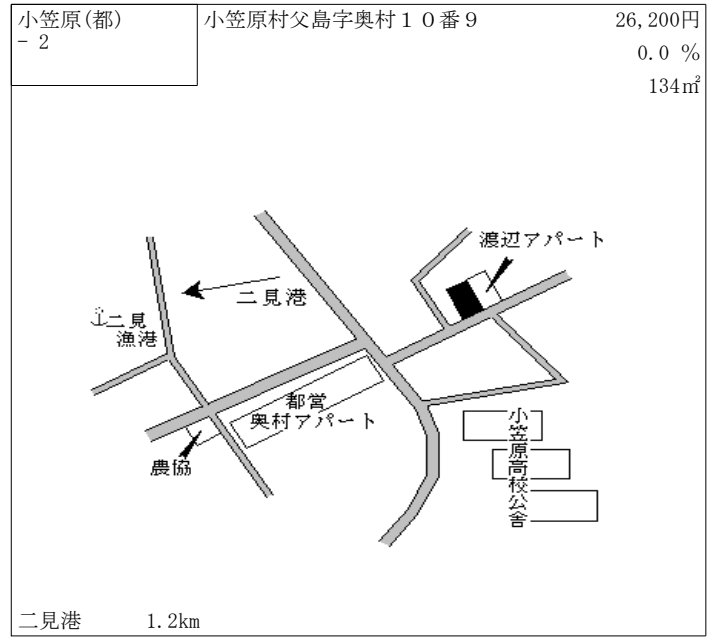 小笠原(都)
- 2
小笠原村父島字奥村１０番９
26,200円
0.0 %
134㎡
渡辺アパート
二見港
二見
漁港
都営
奥村アパート
農協
小笠原高校公舎
二見港 1.2km